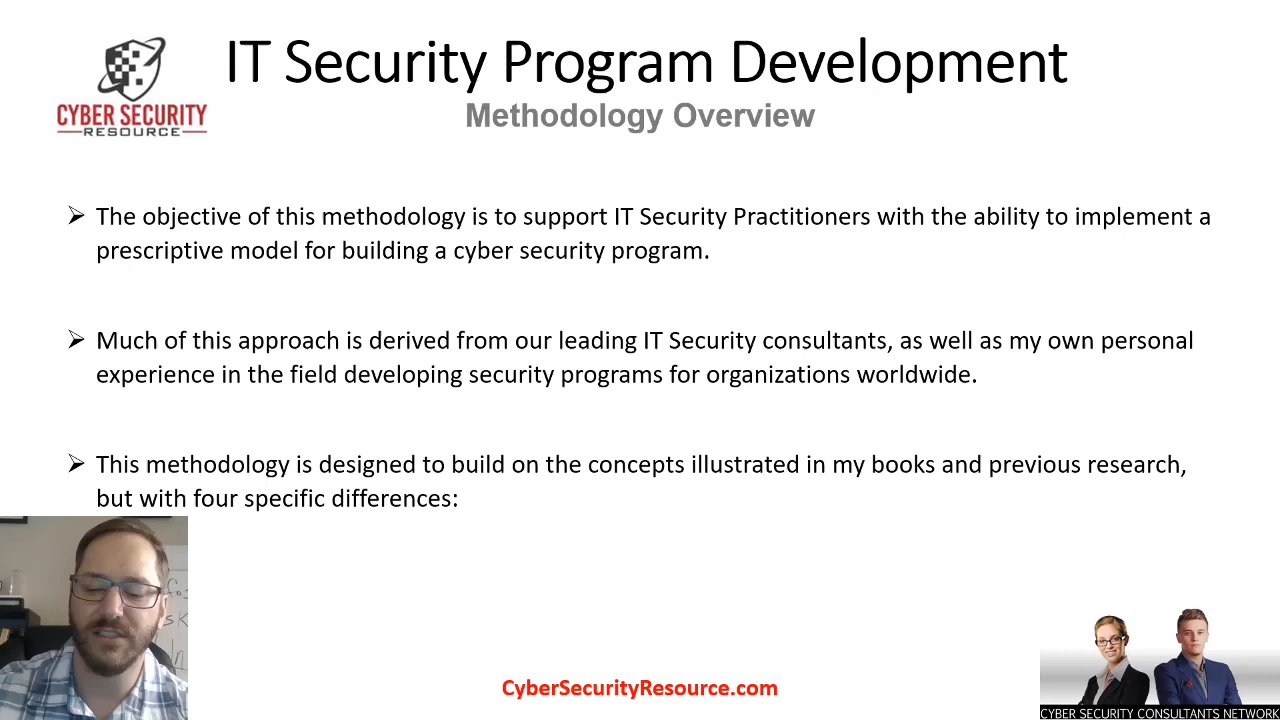 IT Security Program Development
CYBER SECURITY
RESOURCE
Methodology Overview
➢ The objective of this methodology is to support IT Security Practitioners with the ability to implement a
prescriptive model for building a cyber security program.
➢ Much of this approach is derived from our leading IT Security consultants, as well as my own personal
experience in the field developing security programs for organizations worldwide.
➢ This methodology is designed to build on the concepts illustrated in my books and previous research,
but with four specific differences:
CyberSecurityResource.com
CYBER SECURITY CONSULTANTS NETWORK